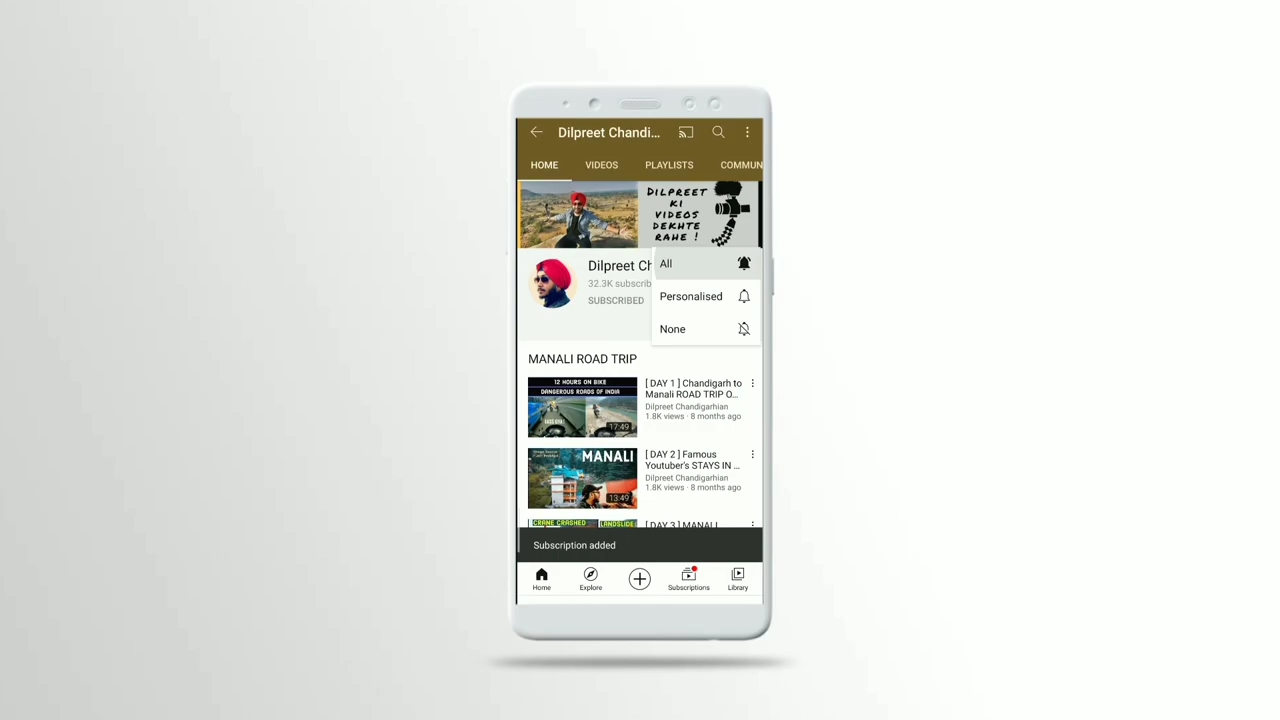 Dilpreet Chandi...
HOME VIDEOS PLAYLISTS COMMUN
DILPREET
KI
VIDEOS
DEKHTE
RAHE !
Dilpreet Ch
32.3K subscrib
SUBSCRIBED
All
Personalised
None
MANALI ROAD TRIP
12 HOURS ON BIKE
DANGEROUS ROADS OF INDIA
17:49
[ DAY 1 ] Chandigarh to
Manali ROAD TRIP O...
Dilpreet Chandigarhian
1.8K views · 8 months ago
MANALI
13:49
[ DAY 2 ] Famous
Youtuber's STAYS IN ...
Dilpreet Chandigarhian
1.8K views · 8 months ago
CRANE CRASHED LANDSLIDE
[ DAY 3 ] MANALI
Subscription added
Home Explore Subscriptions Library